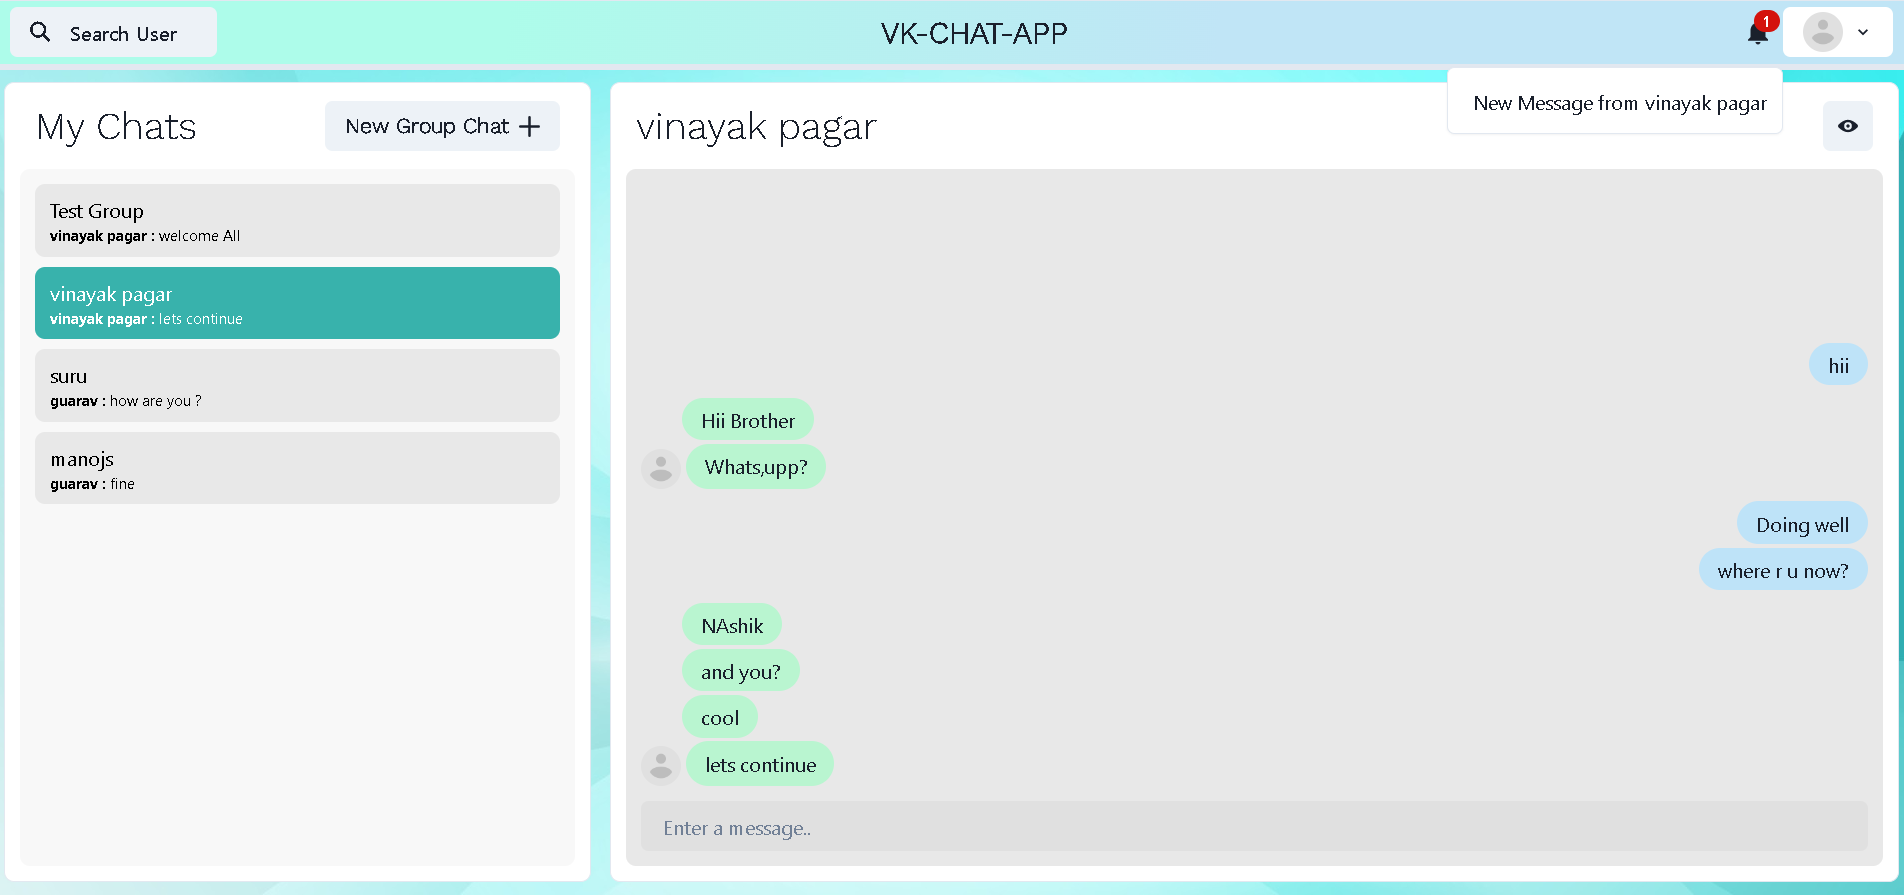 Search User
VK-CHAT-APP
1
New Message from vinayak pagar
My Chats
New Group Chat
Test Group
vinayak pagar : welcome All
vinayak pagar
vinayak pagar : lets continue
suru
guarav : how are you ?
manojs
guarav : fine
vinayak pagar
hii
Hii Brother
Whats,upp?
Doing well
where r u now?
NAshik
and you?
cool
lets continue
Enter a message..